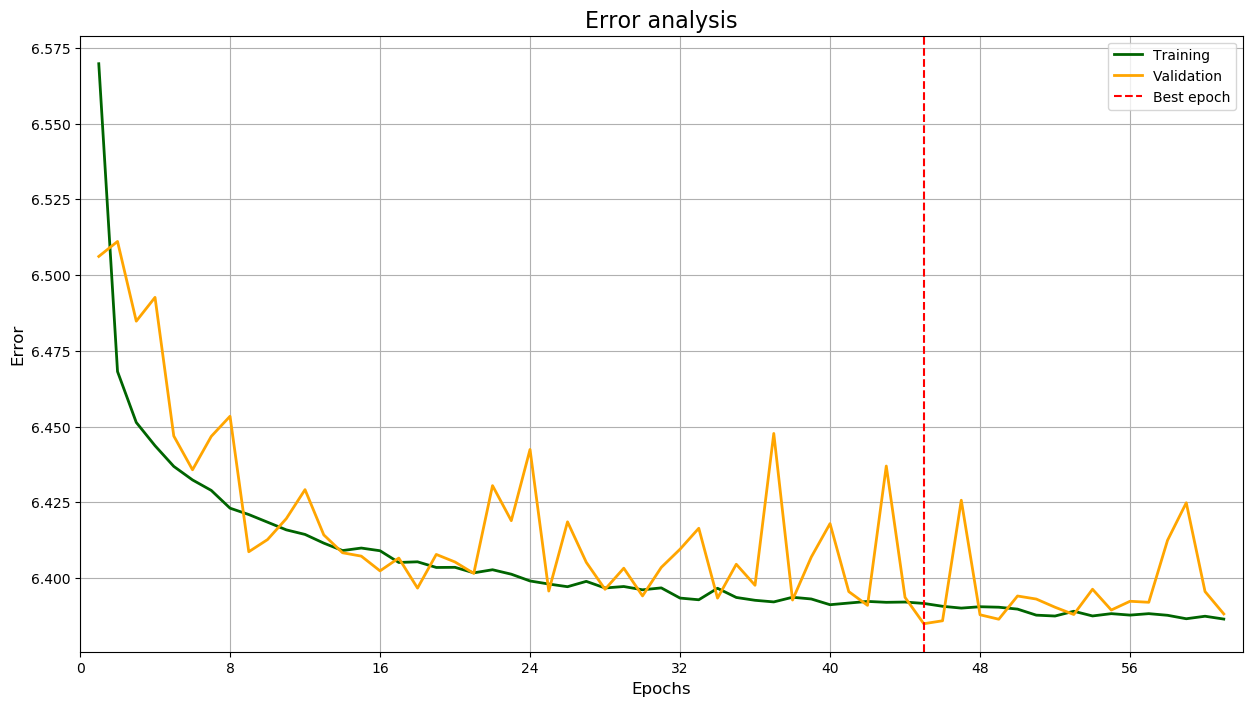 Error analysis
6.575
6.550
6.525
6.500
6.475
6.450
6.425
6.400
Error
Training
Validation
Best epoch
0 8 16 24 32 40 48 56
Epochs